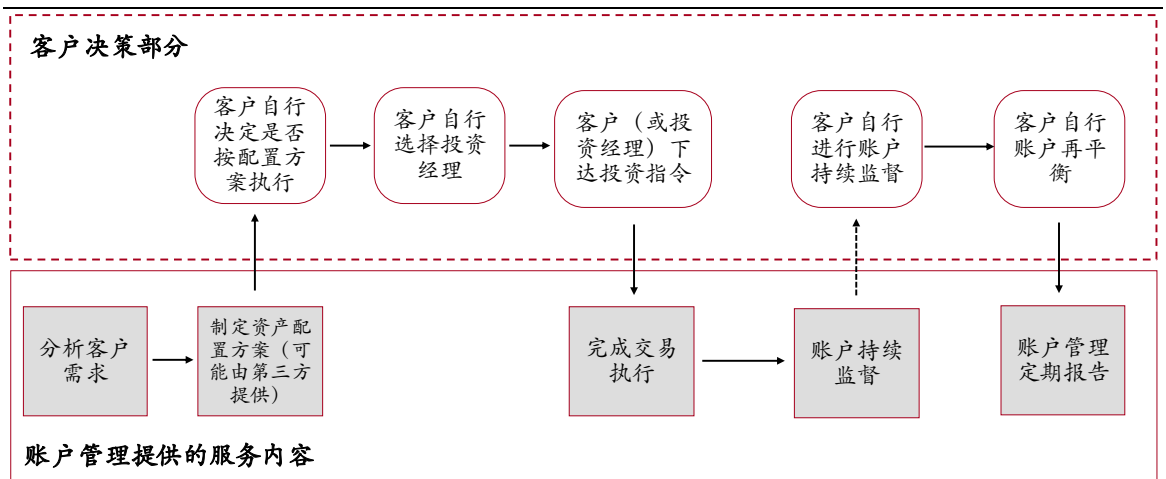 客户决策部分
客户自行
决定是否
按配置方
案执行
客户自行
选择投资
经理
客户（或投
资经理）下
达投资指令
客户自行
进行账户
持续监督
客户自行
账户再平
衡
分析客户
需求
制定资产配
置方案（可
能由第三方
提供）
完成交易
执行
账户持续
监督
账户管理
定期报告
账户管理提供的服务内容